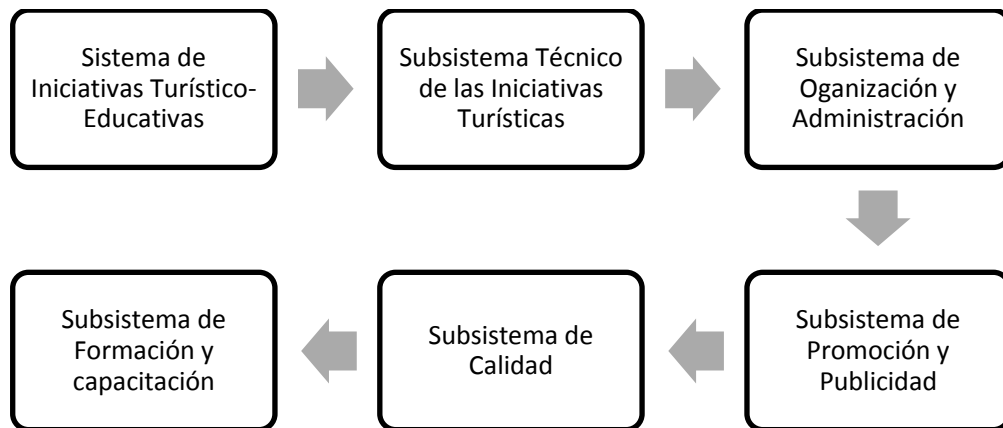 Sistema de
Iniciativas Turístico-
Educativas
Subsistema Técnico
de las Iniciativas
Turísticas
Subsistema de
Oganización y
Administración
Subsistema de
Promoción y
Publicidad
Subsistema de
Calidad
Subsistema de
Formación y
capacitación